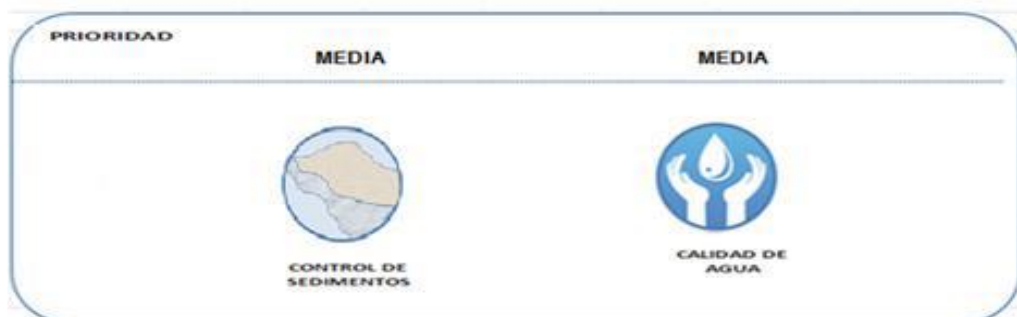 PRIORIDAD
MEDIA MEDIA
CONTROL DE
SEDIMENTOS
CALIDAD DE
AGUA